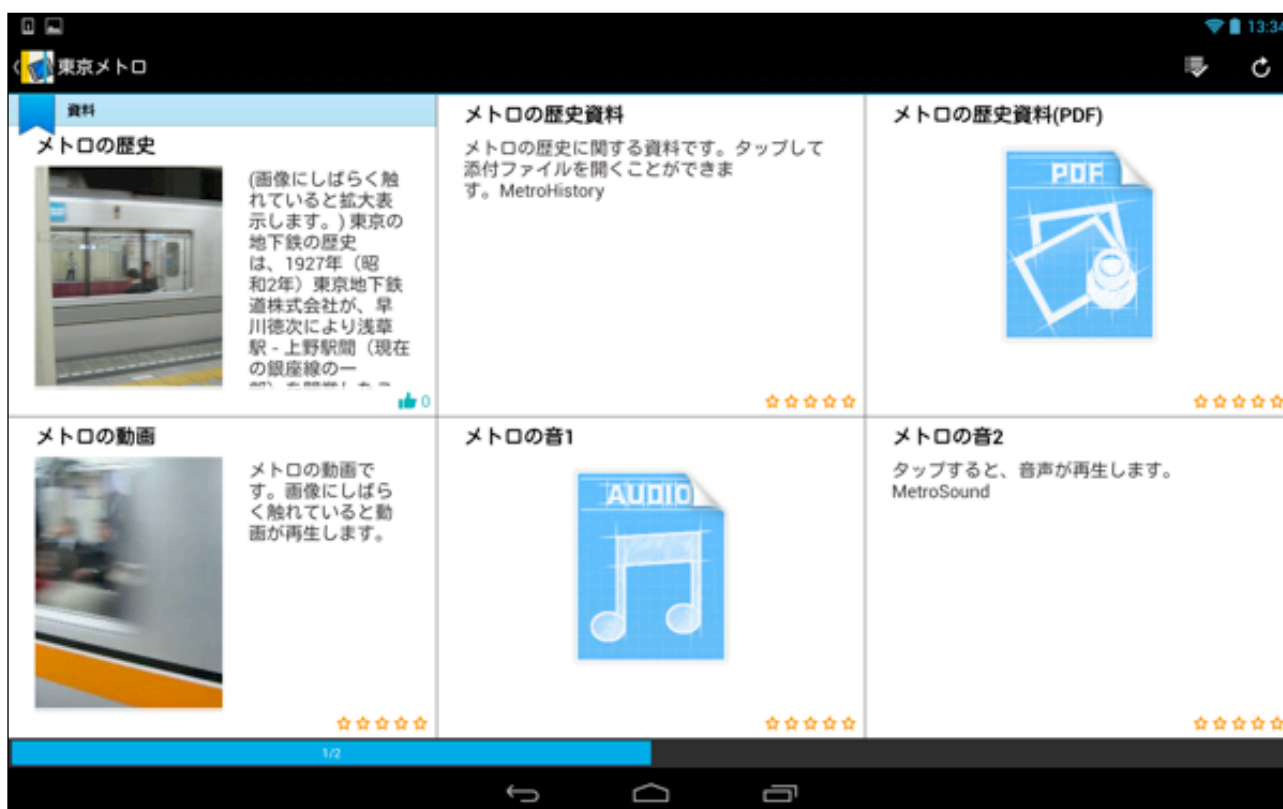 13:34
東京メトロ
資料
メトロの歴史
(画像にしばらく触
れていると拡大表
示します。) 東京の
地下鉄の歴史
は、1927年（昭
和2年）東京地下鉄
道株式会社が、早
川徳次により浅草
駅 - 上野駅間（現在
の銀座線の一
0
メトロの歴史資料
メトロの歴史に関する資料です。タップして
添付ファイルを開くことができま
す。MetroHistory
メトロの歴史資料(PDF)
PDF
メトロの動画
メトロの動画で
す。画像にしばら
く触れていると動
画が再生します。
メトロの音1
AUDIO
メトロの音2
タップすると、音声が再生します。
MetroSound
1/2